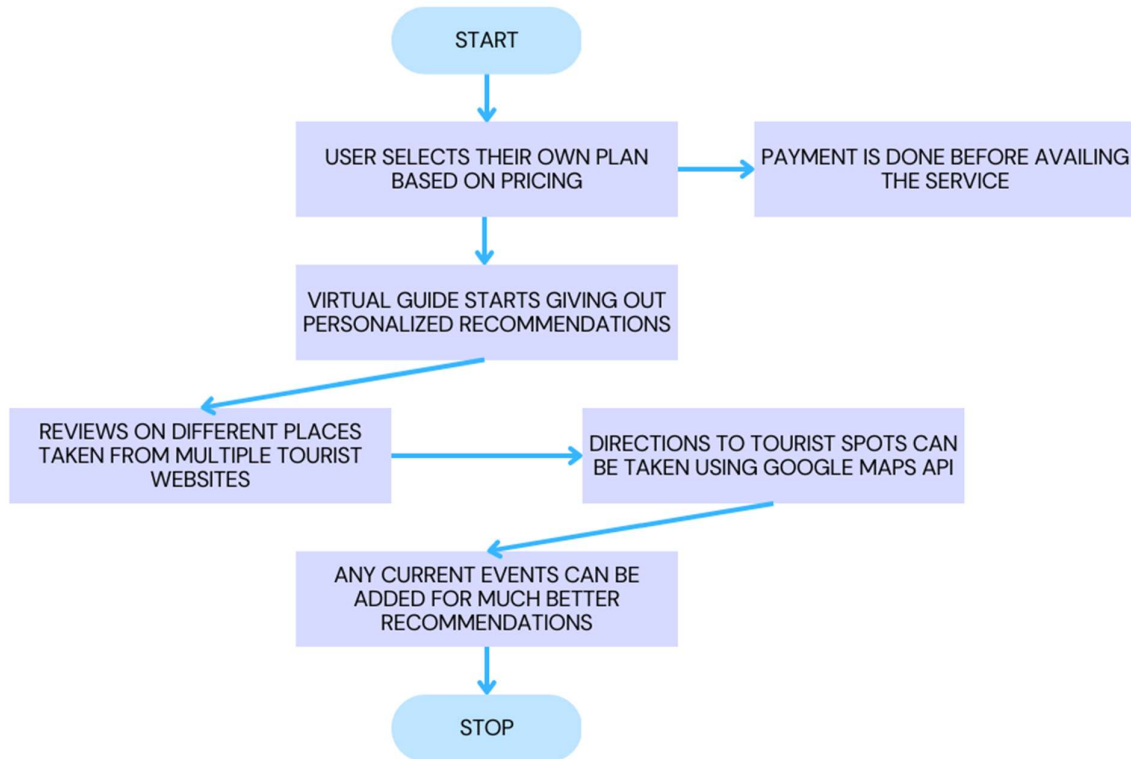 START
USER SELECTS THEIR OWN PLAN
BASED ON PRICING
PAYMENT IS DONE BEFORE AVAILING
THE SERVICE
VIRTUAL GUIDE STARTS GIVING OUT
PERSONALIZED RECOMMENDATIONS
REVIEWS ON DIFFERENT PLACES
TAKEN FROM MULTIPLE TOURIST
WEBSITES
DIRECTIONS TO TOURIST SPOTS CAN
BE TAKEN USING GOOGLE MAPS API
ANY CURRENT EVENTS CAN BE
ADDED FOR MUCH BETTER
RECOMMENDATIONS
STOP